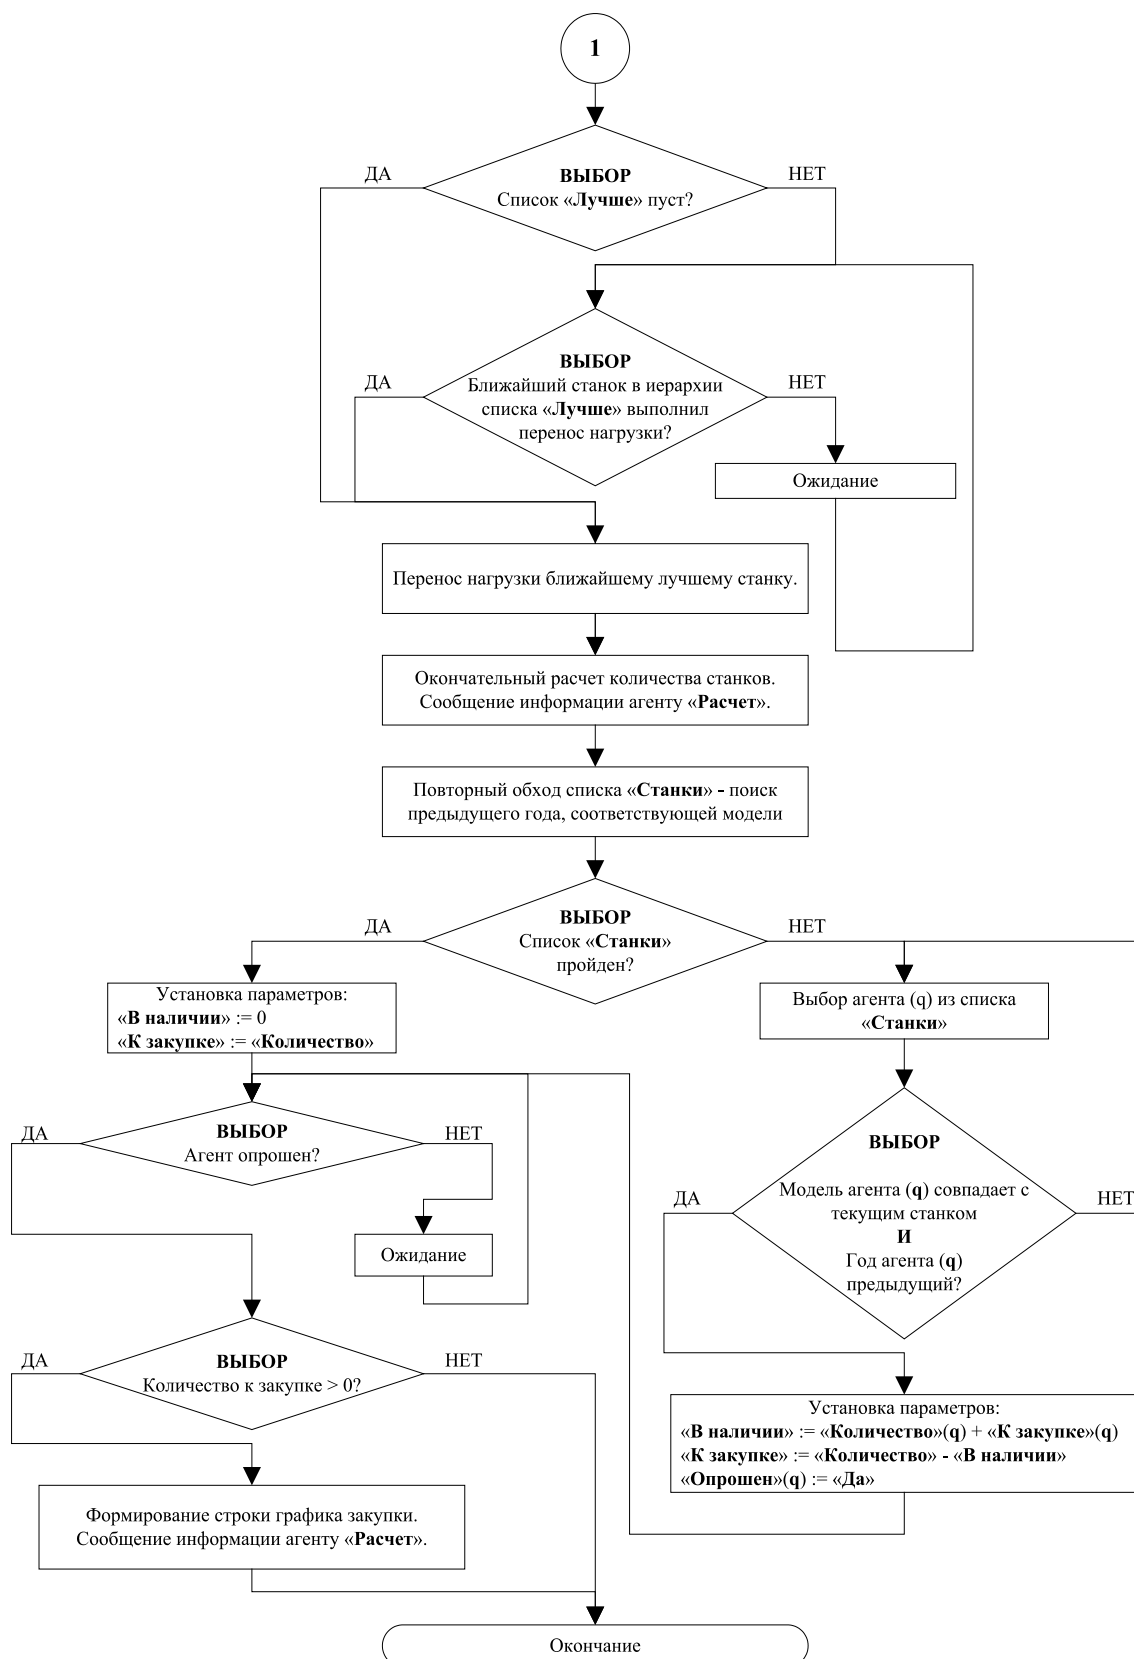 1
ДА
НЕТ
ВЫБОР
Список «Лучше» пуст?
ДА
НЕТ
ВЫБОР
Ближайший станок в иерархии
списка «Лучше» выполнил
перенос нагрузки?
Ожидание
Перенос нагрузки ближайшему лучшему станку.
Окончательный расчет количества станков.
Сообщение информации агенту «Расчет».
Повторный обход списка «Станки» - поиск
предыдущего года, соответствующей модели
ДА
НЕТ
ВЫБОР
Список «Станки»
пройден?
Установка параметров:
«В наличии» := 0
«К закупке» := «Количество»
Выбор агента (q) из списка
«Станки»
ДА
НЕТ
ВЫБОР
Агент опрошен?
Ожидание
ДА
НЕТ
ВЫБОР
Модель агента (q) совпадает с
текущим станком
И
Год агента (q)
предыдущий?
ДА
НЕТ
ВЫБОР
Количество к закупке > 0?
Установка параметров:
«В наличии» := «Количество»(q) + «К закупке»(q)
«К закупке» := «Количество» - «В наличии»
«Опрошен»(q) := «Да»
Формирование строки графика закупки.
Сообщение информации агенту «Расчет».
Окончание